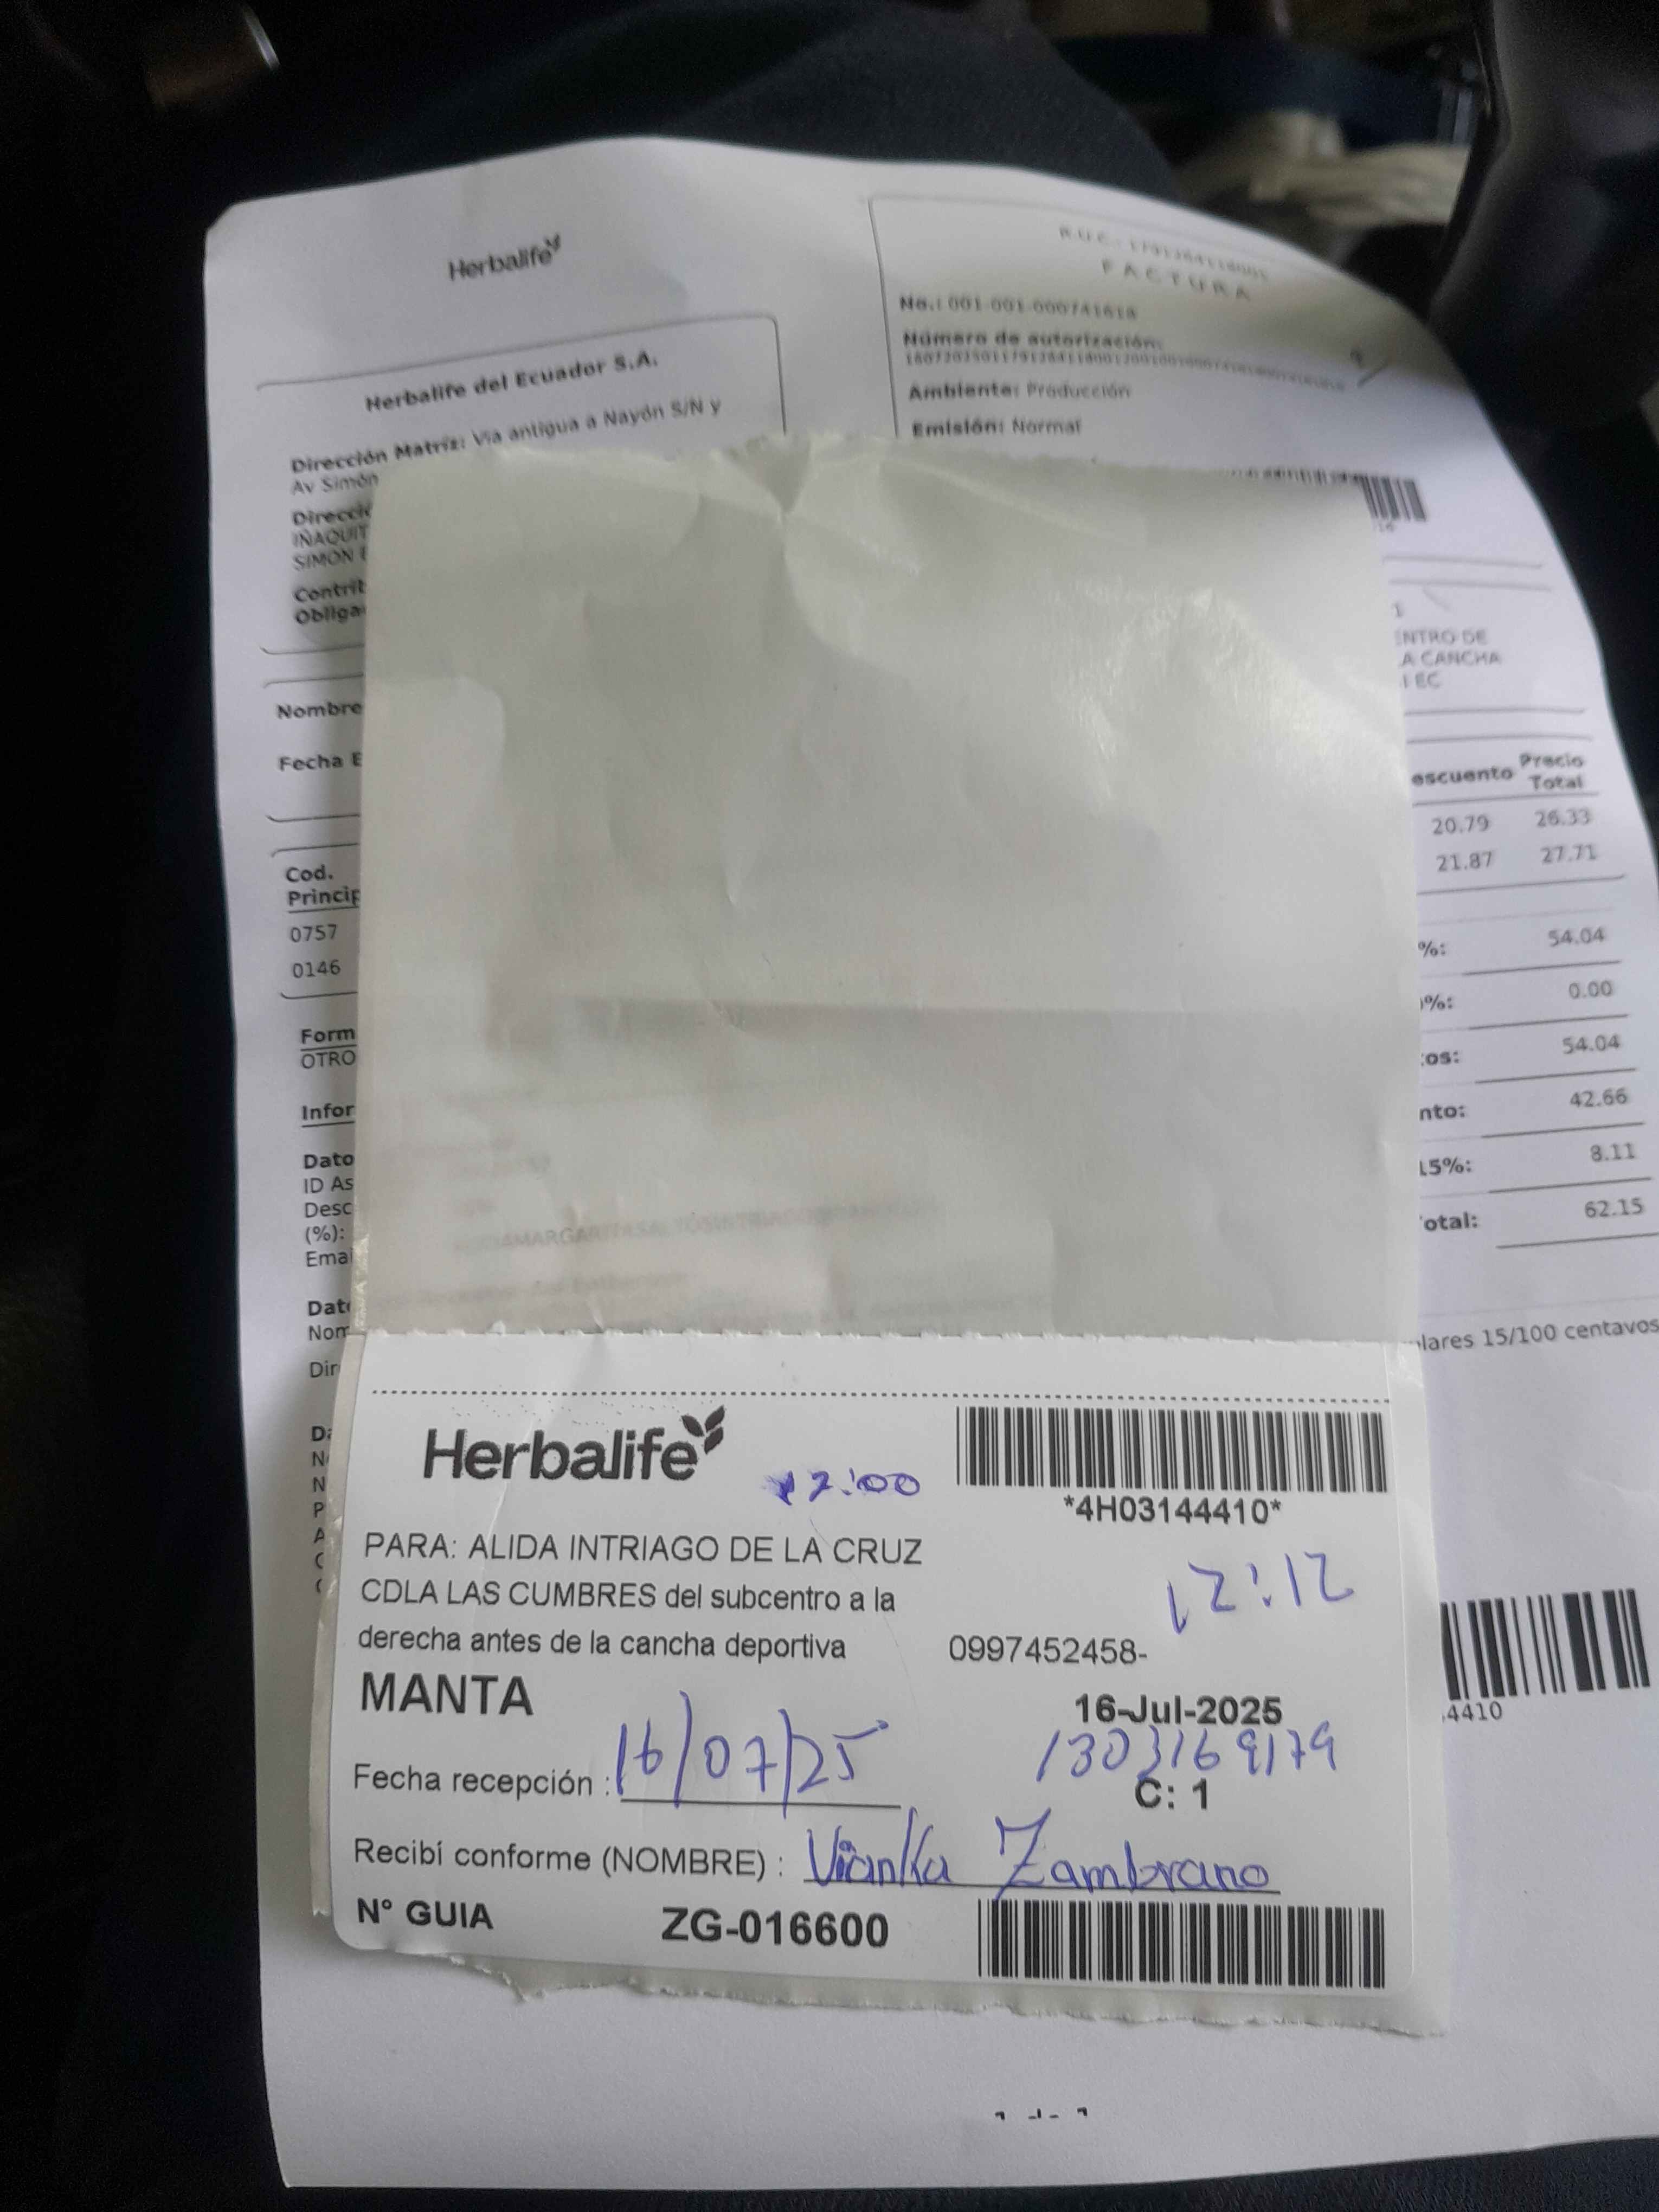 Herbalife
R.U.C.
FACTURA
No.: 001-001-000741618
Número de autorización:
Ambiente: Producción
Emisión: Normal
Herbalife del Ecuador S.A.
Dirección Matriz: Via antigua a Nayón S/N y
Av Simón
Direcció
IÑAQUIT
SIMON
Contrib
Obliga
NTRO DE
A CANCHA
EC
Nombre
Fecha E
Cod.
Princip
escuento Precio Total
0757 20.79 26.33
0146 21.87 27.71
%: 54.04
%: 0.00
os: 54.04
nto: 42.66
15%: 8.11
otal: 62.15
Form
OTRO
Infor
Dato
ID As
Desc
(%):
Emai
lares 15/100 centavos
Dat
Nom
Dir
4410
Herbalife
12:00
*4H03144410*
PARA: ALIDA INTRIAGO DE LA CRUZ
12:12
CDLA LAS CUMBRES del subcentro a la
derecha antes de la cancha deportiva 0997452458-
MANTA 16-Jul-2025
1303169179
Fecha recepción : 16/07/25 C: 1
Recibí conforme (NOMBRE) : Vianka Zambrano
N° GUIA ZG-016600